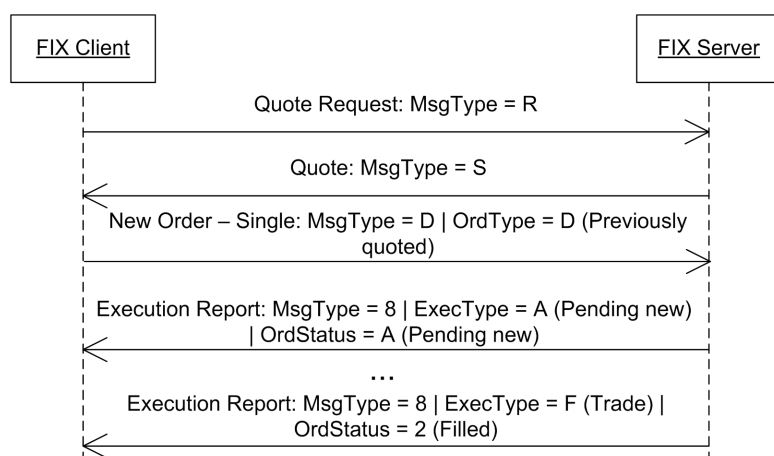 FIX Client
FIX Server
Quote Request: MsgType = R
Quote: MsgType = S
New Order – Single: MsgType = D | OrdType = D (Previously
quoted)
Execution Report: MsgType = 8 | ExecType = A (Pending new)
| OrdStatus = A (Pending new)
...
Execution Report: MsgType = 8 | ExecType = F (Trade) |
OrdStatus = 2 (Filled)